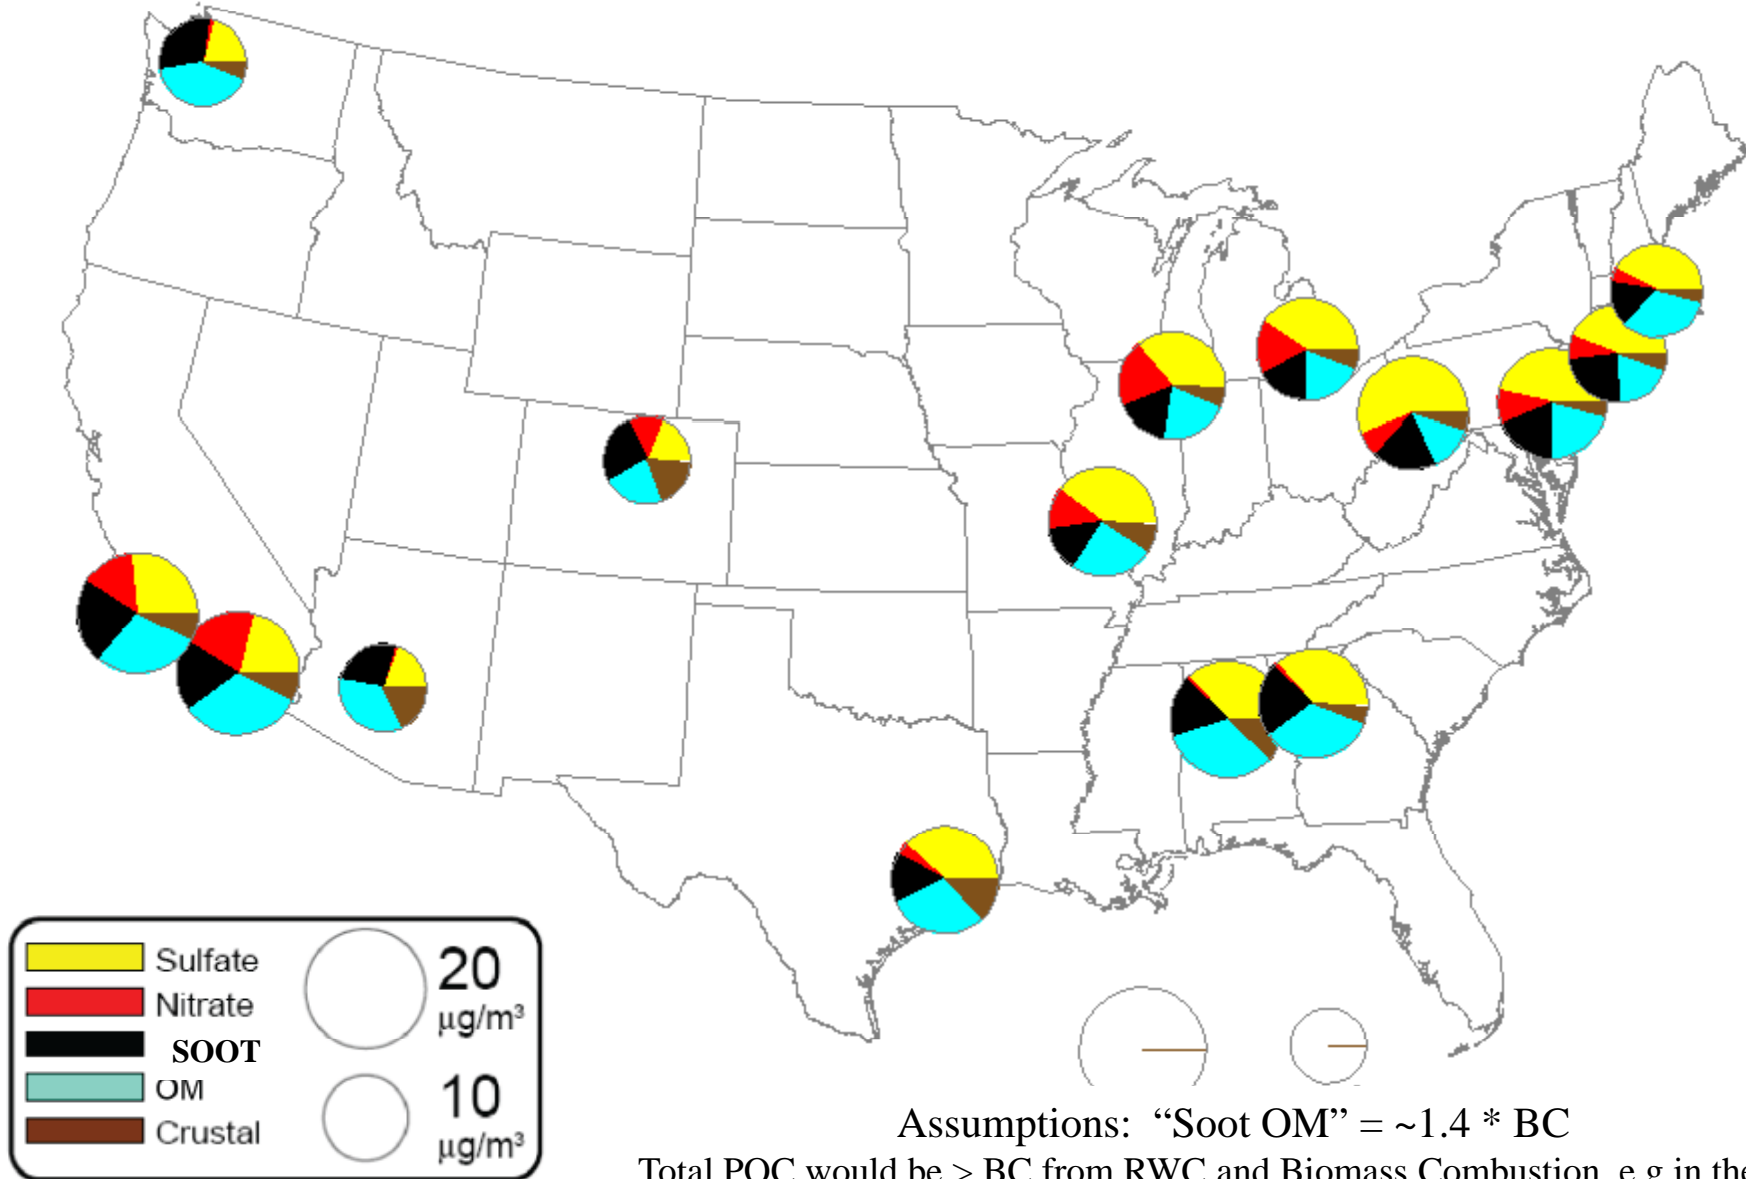 Sulfate
Nitrate
SOOT
OM
Crustal
20
µg/m³
10
µg/m³
Assumptions: “Soot OM” = ~1.4 * BC
Total POC would be > BC from RWC and Biomass Combustion, e.g in the